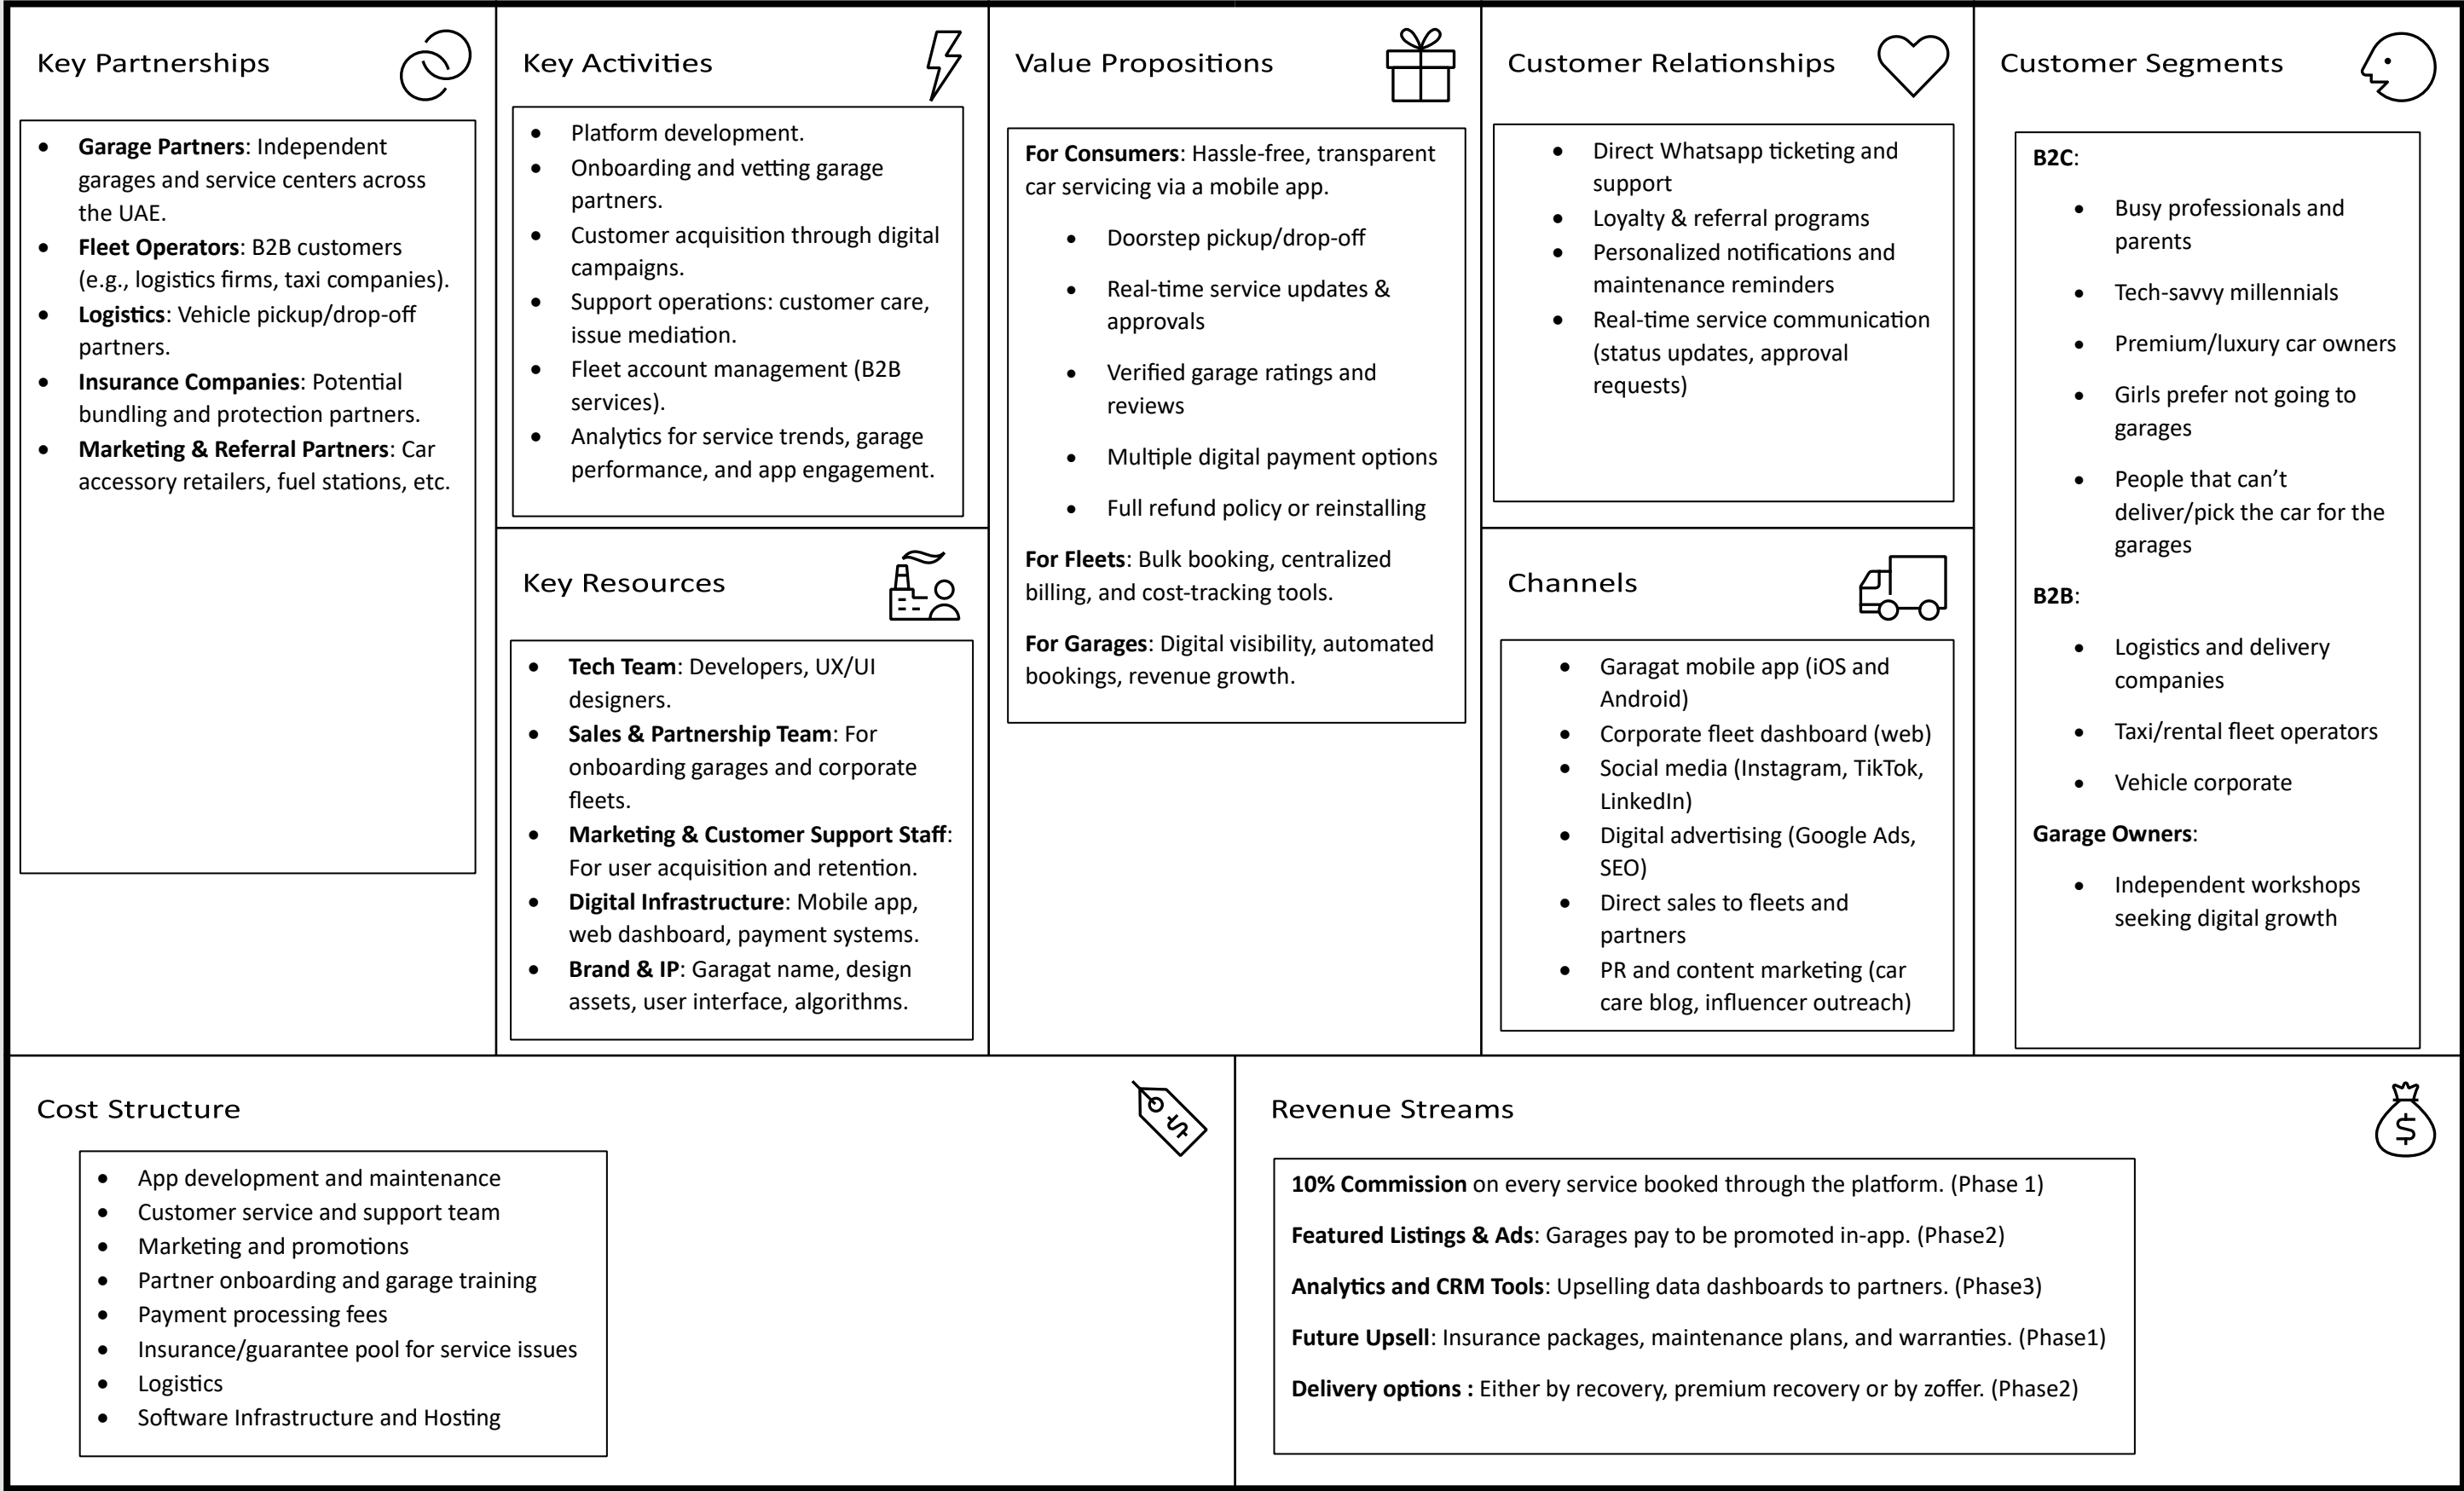 Key Partnerships
Garage Partners: Independent
garages and service centers across
the UAE.
Fleet Operators: B2B customers
(e.g., logistics firms, taxi companies).
Logistics: Vehicle pickup/drop-off
partners.
Insurance Companies: Potential
bundling and protection partners.
Marketing & Referral Partners: Car
accessory retailers, fuel stations, etc.
Key Activities
Platform development.
Onboarding and vetting garage
partners.
Customer acquisition through digital
campaigns.
Support operations: customer care,
issue mediation.
Fleet account management (B2B
services).
Analytics for service trends, garage
performance, and app engagement.
Key Resources
Tech Team: Developers, UX/UI
designers.
Sales & Partnership Team: For
onboarding garages and corporate
fleets.
Marketing & Customer Support Staff:
For user acquisition and retention.
Digital Infrastructure: Mobile app,
web dashboard, payment systems.
Brand & IP: Garagat name, design
assets, user interface, algorithms.
Value Propositions
For Consumers: Hassle-free, transparent
car servicing via a mobile app.
Doorstep pickup/drop-off
Real-time service updates &
approvals
Verified garage ratings and
reviews
Multiple digital payment options
Full refund policy or reinstalling
For Fleets: Bulk booking, centralized
billing, and cost-tracking tools.
For Garages: Digital visibility, automated
bookings, revenue growth.
Customer Relationships
Direct Whatsapp ticketing and
support
Loyalty & referral programs
Personalized notifications and
maintenance reminders
Real-time service communication
(status updates, approval
requests)
Channels
Garagat mobile app (iOS and
Android)
Corporate fleet dashboard (web)
Social media (Instagram, TikTok,
LinkedIn)
Digital advertising (Google Ads,
SEO)
Direct sales to fleets and
partners
PR and content marketing (car
care blog, influencer outreach)
Customer Segments
B2C:
Busy professionals and
parents
Tech-savvy millennials
Premium/luxury car owners
Girls prefer not going to
garages
People that can't
deliver/pick the car for the
garages
B2B:
Logistics and delivery
companies
Taxi/rental fleet operators
Vehicle corporate
Garage Owners:
Independent workshops
seeking digital growth
Cost Structure
$
App development and maintenance
Customer service and support team
Marketing and promotions
Partner onboarding and garage training
Payment processing fees
Insurance/guarantee pool for service issues
Logistics
Software Infrastructure and Hosting
Revenue Streams
$
10% Commission on every service booked through the platform. (Phase 1)
Featured Listings & Ads: Garages pay to be promoted in-app. (Phase2)
Analytics and CRM Tools: Upselling data dashboards to partners. (Phase3)
Future Upsell: Insurance packages, maintenance plans, and warranties. (Phase1)
Delivery options : Either by recovery, premium recovery or by zoffer. (Phase2)